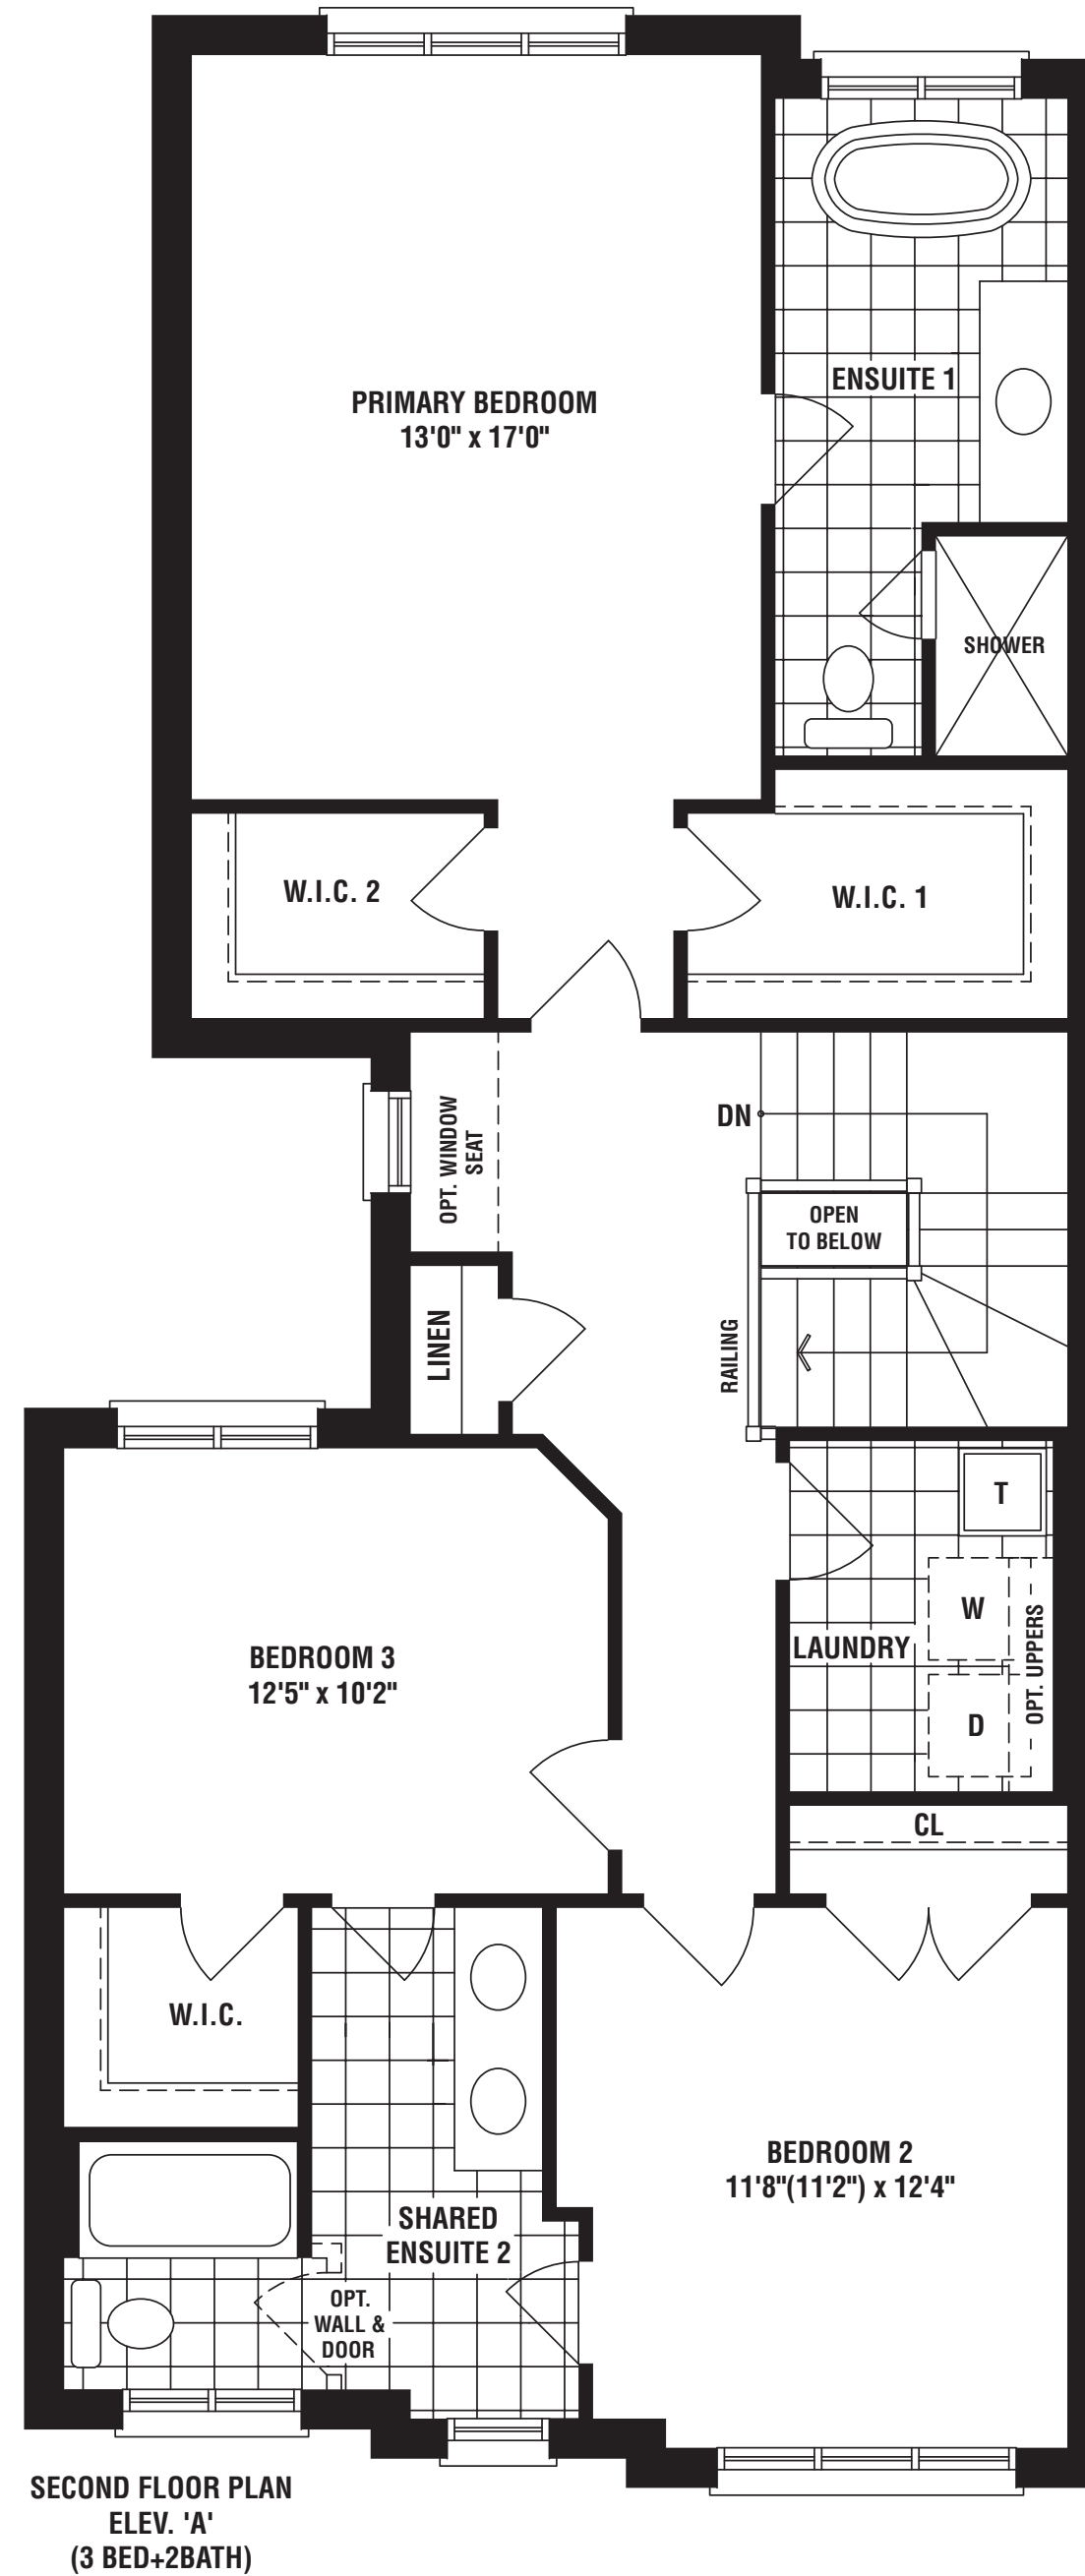 PRIMARY BEDROOM
13'0" x 17'0"
ENSUITE 1
SHOWER
W.I.C. 2
W.I.C. 1
OPT. WINDOW
SEAT
DN
OPEN
TO BELOW
RAILING
LINEN
T
W
D
OPT. UPPERS
LAUNDRY
BEDROOM 3
12'5" x 10'2"
CL
W.I.C.
BEDROOM 2
11'8"(11'2") x 12'4"
SHARED
ENSUITE 2
OPT.
WALL &
DOOR
SECOND FLOOR PLAN
ELEV. 'A'
(3 BED+2BATH)